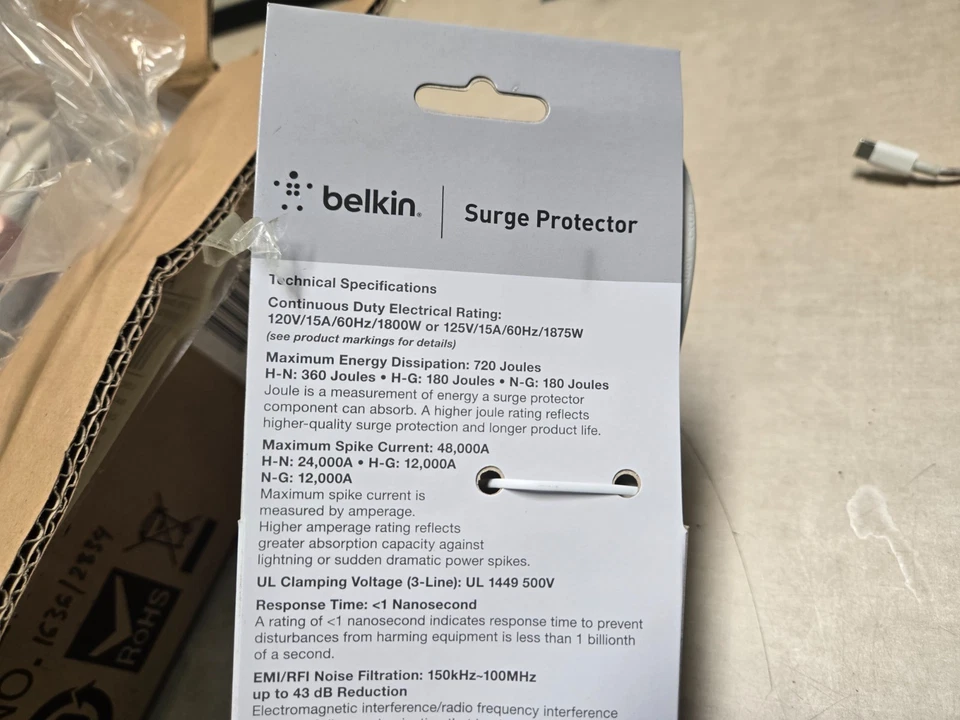 belkin®
Surge Protector
Technical Specifications
Continuous Duty Electrical Rating:
120V/15A/60Hz/1800W or 125V/15A/60Hz/1875W
(see product markings for details)
Maximum Energy Dissipation: 720 Joules
H-N: 360 Joules • H-G: 180 Joules • N-G: 180 Joules
Joule is a measurement of energy a surge protector
component can absorb. A higher joule rating reflects
higher-quality surge protection and longer product life.
Maximum Spike Current: 48,000A
H-N: 24,000A • H-G: 12,000A
N-G: 12,000A
Maximum spike current is
measured by amperage.
Higher amperage rating reflects
greater absorption capacity against
lightning or sudden dramatic power spikes.
UL Clamping Voltage (3-Line): UL 1449 500V
Response Time: <1 Nanosecond
A rating of <1 nanosecond indicates response time to prevent
disturbances from harming equipment is less than 1 billionth
of a second.
EMI/RFI Noise Filtration: 150kHz~100MHz
up to 43 dB Reduction
Electromagnetic interference/radio frequency interference
RoHS
NO.